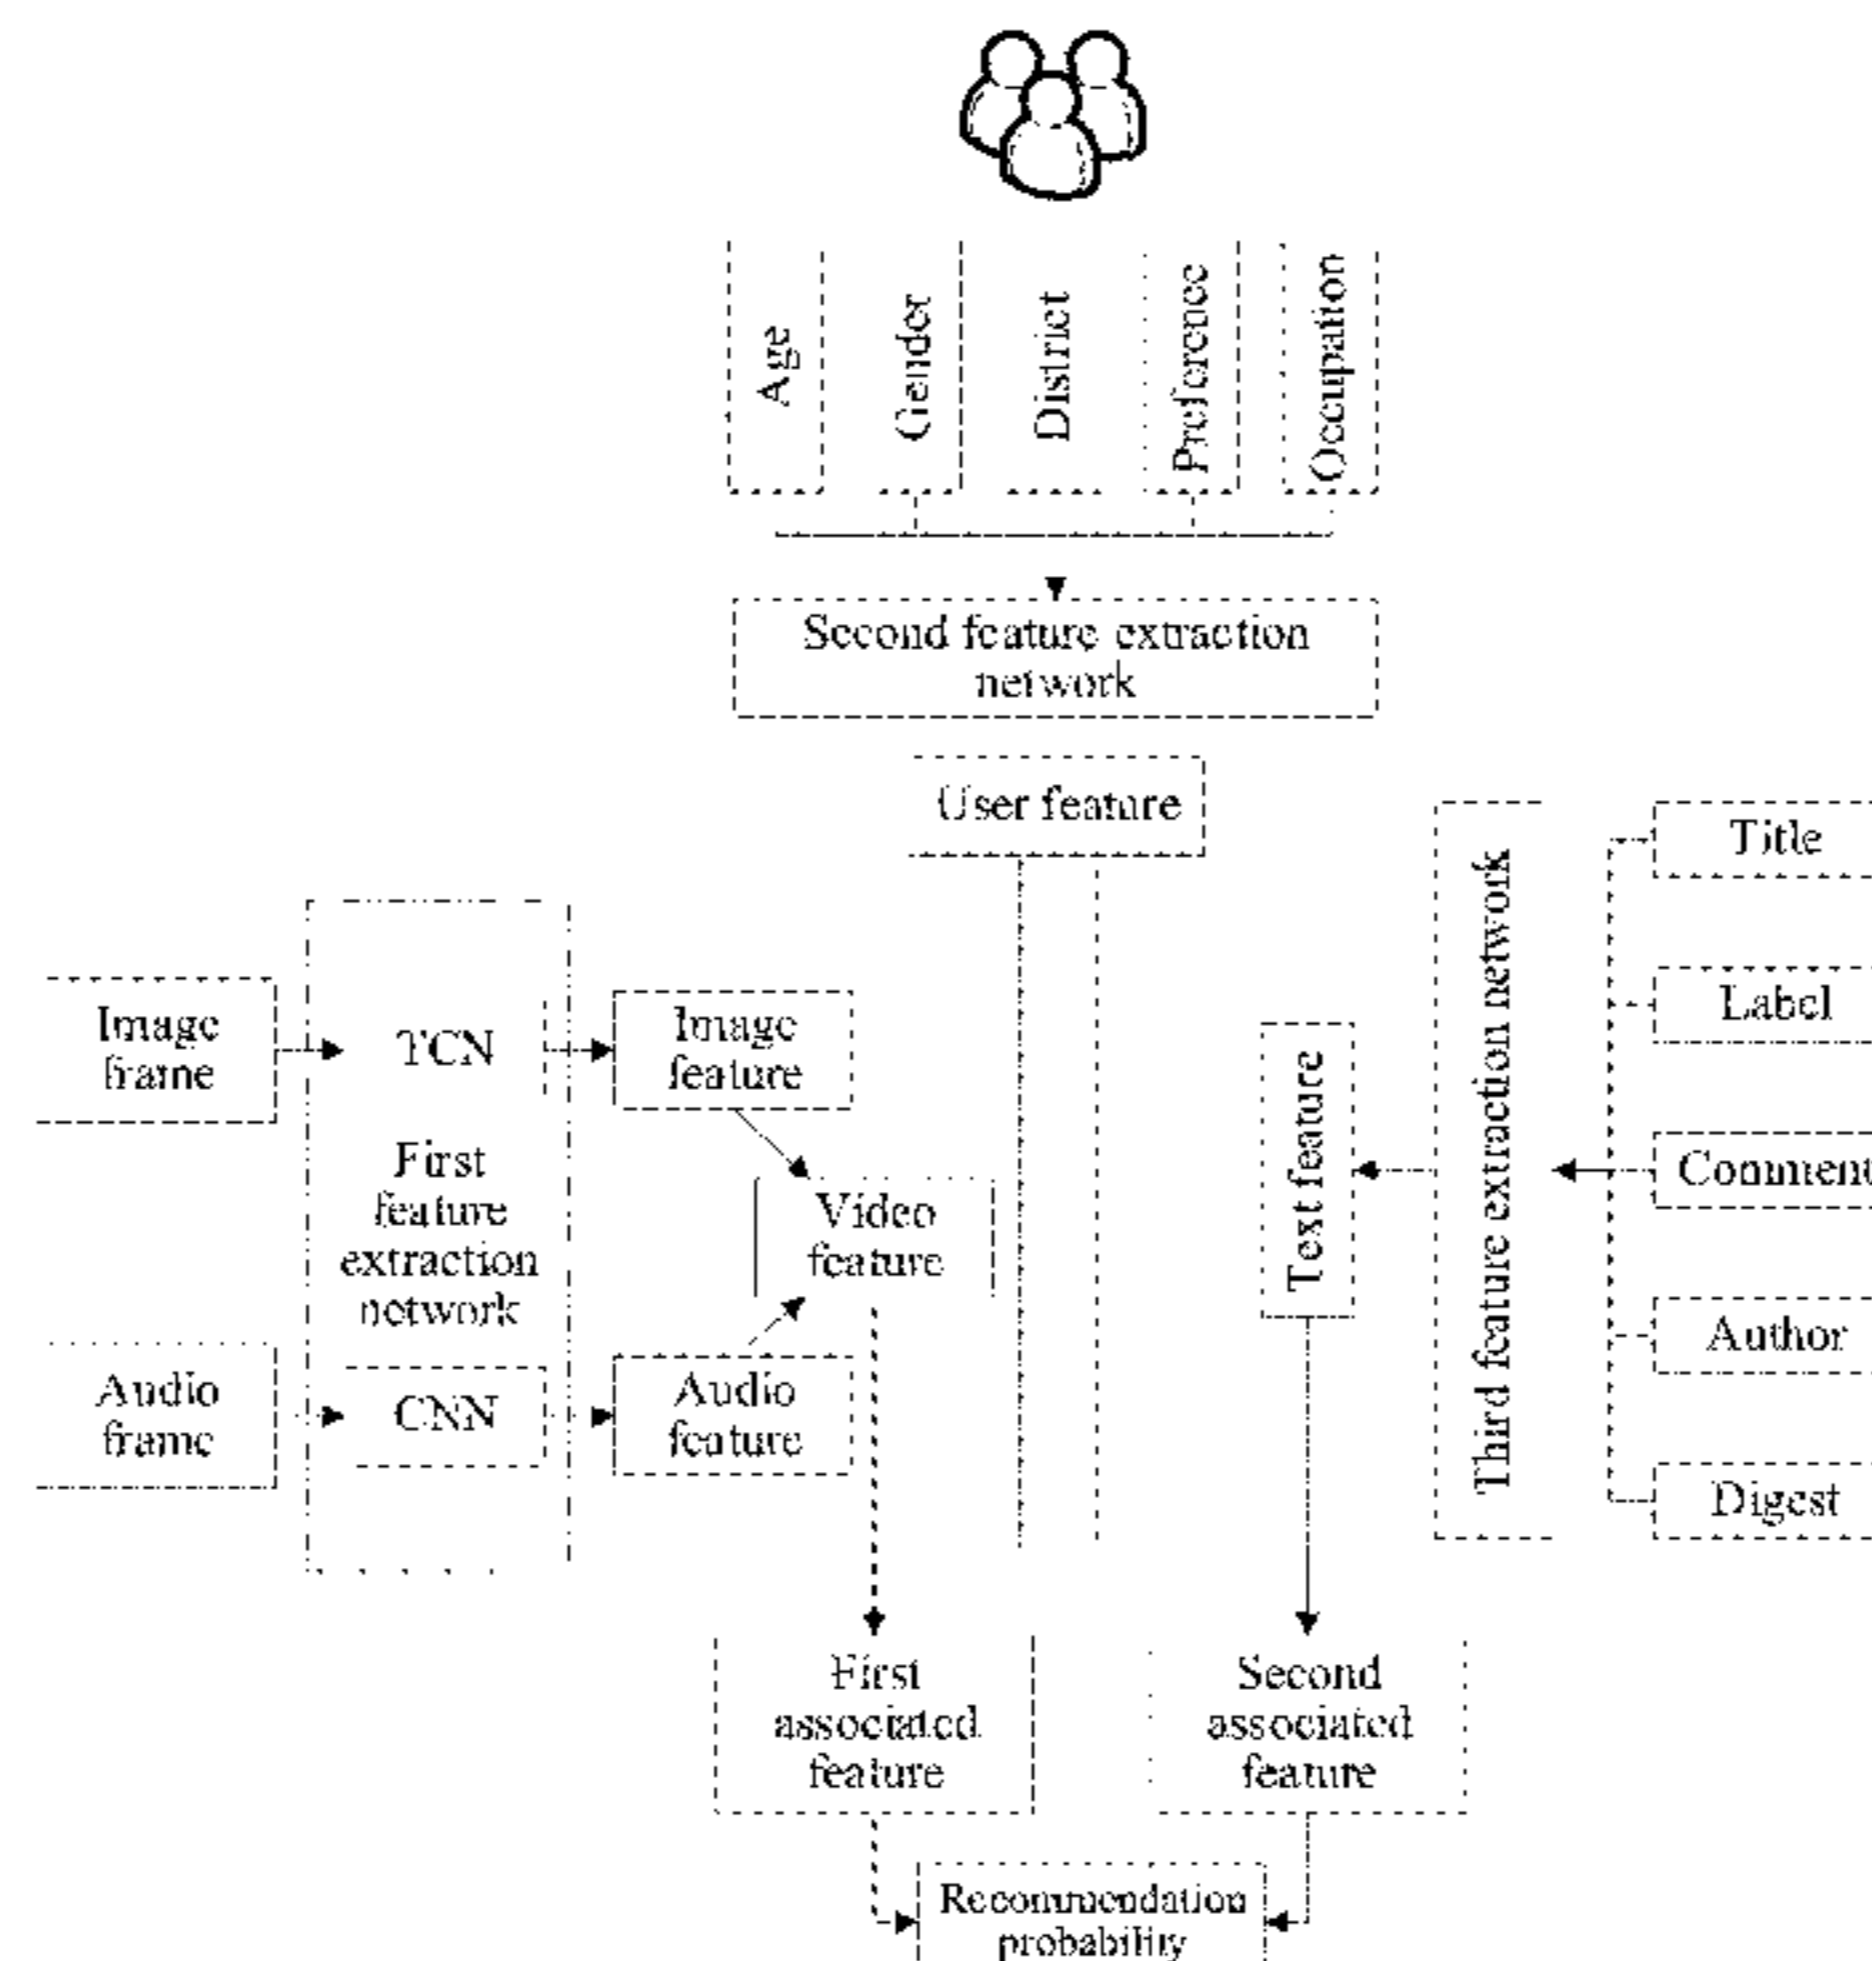 Age
Gender
District
Preference
Occupation
Second feature extraction
network
User feature
Image
frame
TCN
First
feature
extraction
network
Audio
frame
CNN
Image
feature
Video
feature
Audio
feature
Text feature
Third feature extraction network
Title
Label
Comment
Author
Digest
First
associated
feature
Second
associated
feature
Recommendation
probability